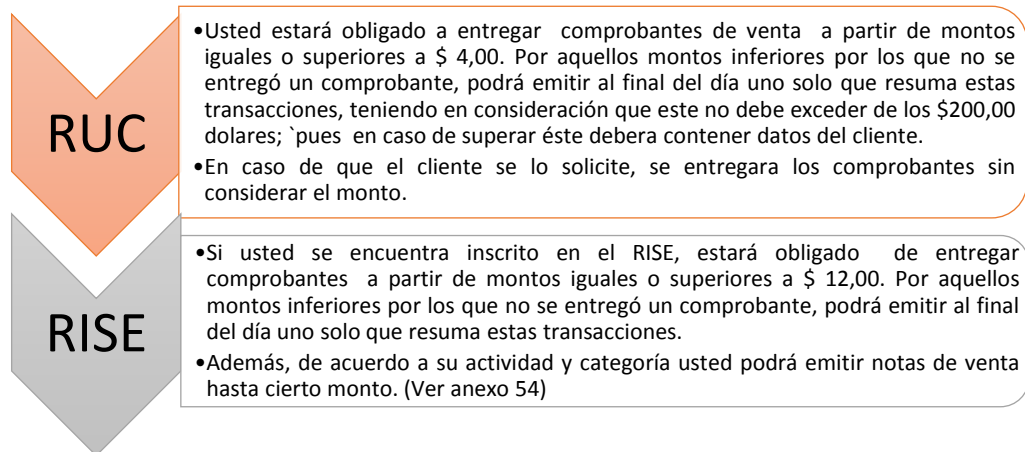 RUC
•Usted estará obligado a entregar comprobantes de venta a partir de montos
iguales o superiores a $ 4,00. Por aquellos montos inferiores por los que no se
entregó un comprobante, podrá emitir al final del día uno solo que resuma estas
transacciones, teniendo en consideración que este no debe exceder de los $200,00
dolares; `pues en caso de superar éste debera contener datos del cliente.
•En caso de que el cliente se lo solicite, se entregara los comprobantes sin
considerar el monto.
RISE
•Si usted se encuentra inscrito en el RISE, estará obligado de entregar
comprobantes a partir de montos iguales o superiores a $ 12,00. Por aquellos
montos inferiores por los que no se entregó un comprobante, podrá emitir al final
del día uno solo que resuma estas transacciones.
•Además, de acuerdo a su actividad y categoría usted podrá emitir notas de venta
hasta cierto monto. (Ver anexo 54)